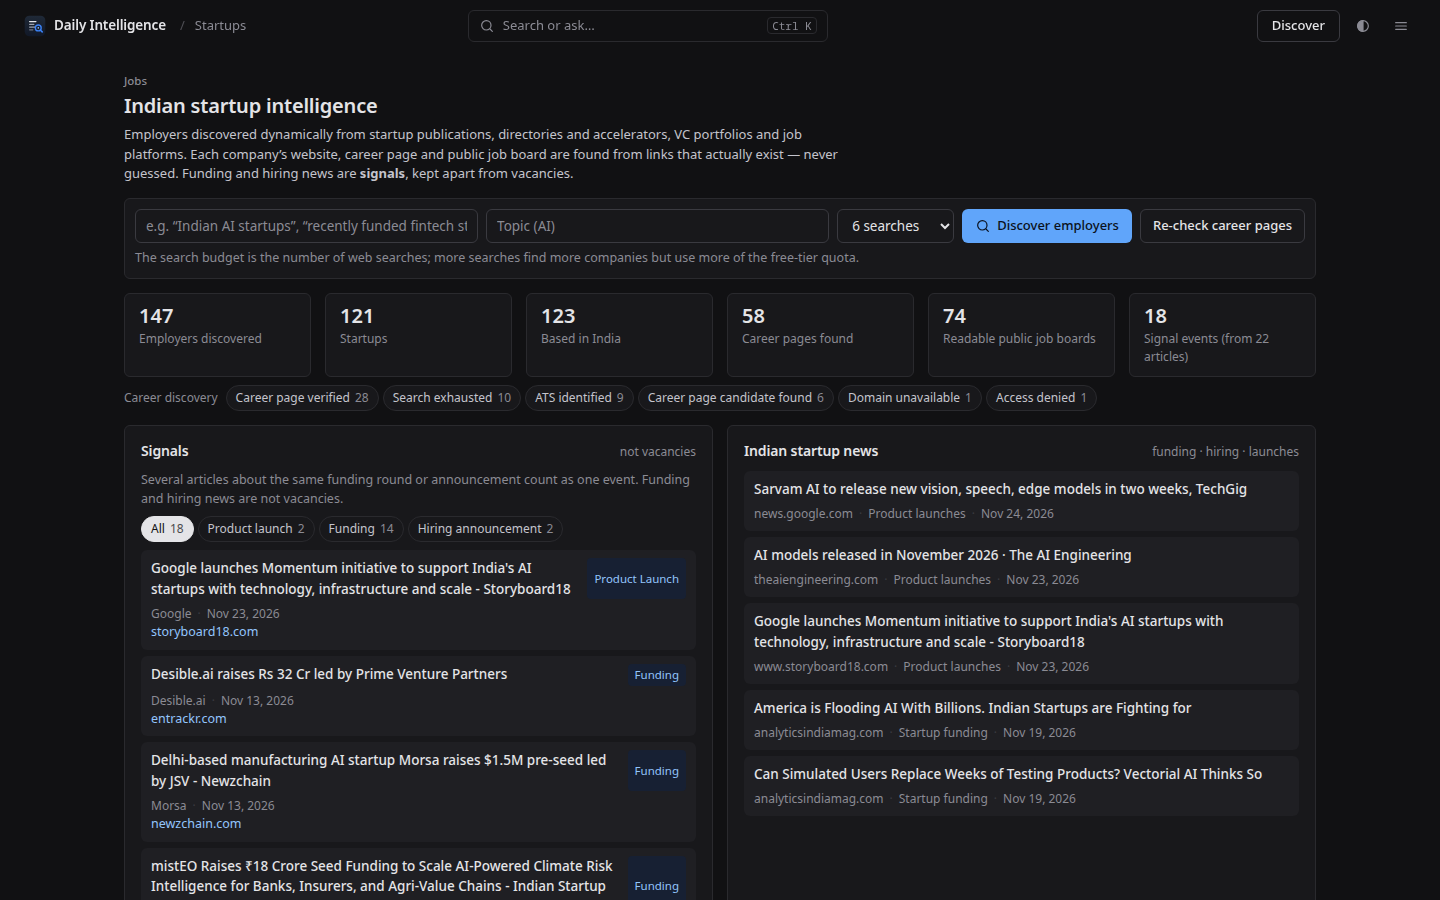 Daily Intelligence / Startups
Search or ask...
Ctrl K
Discover
Jobs
Indian startup intelligence
Employers discovered dynamically from startup publications, directories and accelerators, VC portfolios and job
platforms. Each company’s website, career page and public job board are found from links that actually exist — never
guessed. Funding and hiring news are signals, kept apart from vacancies.
e.g. “Indian AI startups”, “recently funded fintech st
Topic (AI)
6 searches
Discover employers
Re-check career pages
The search budget is the number of web searches; more searches find more companies but use more of the free-tier quota.
147
Employers discovered
121
Startups
123
Based in India
58
Career pages found
74
Readable public job boards
18
Signal events (from 22
articles)
Career discovery
Career page verified 28
Search exhausted 10
ATS identified 9
Career page candidate found 6
Domain unavailable 1
Access denied 1
Signals
not vacancies
Several articles about the same funding round or announcement count as one event. Funding
and hiring news are not vacancies.
All 18
Product launch 2
Funding 14
Hiring announcement 2
Google launches Momentum initiative to support India's AI
startups with technology, infrastructure and scale - Storyboard18
Product Launch
Google · Nov 23, 2026
storyboard18.com
Desible.ai raises Rs 32 Cr led by Prime Venture Partners
Funding
Desible.ai · Nov 13, 2026
entrackr.com
Delhi-based manufacturing AI startup Morsa raises $1.5M pre-seed led
by JSV - Newzchain
Funding
Morsa · Nov 13, 2026
newzchain.com
mistEO Raises ₹18 Crore Seed Funding to Scale AI-Powered Climate Risk
Intelligence for Banks, Insurers, and Agri-Value Chains - Indian Startup
Funding
Indian startup news
funding · hiring · launches
Sarvam AI to release new vision, speech, edge models in two weeks, TechGig
news.google.com · Product launches · Nov 24, 2026
AI models released in November 2026 · The AI Engineering
theaiengineering.com · Product launches · Nov 23, 2026
Google launches Momentum initiative to support India's AI startups with
technology, infrastructure and scale - Storyboard18
www.storyboard18.com · Product launches · Nov 23, 2026
America is Flooding AI With Billions. Indian Startups are Fighting for
analyticsindiamag.com · Startup funding · Nov 19, 2026
Can Simulated Users Replace Weeks of Testing Products? Vectorial AI Thinks So
analyticsindiamag.com · Startup funding · Nov 19, 2026